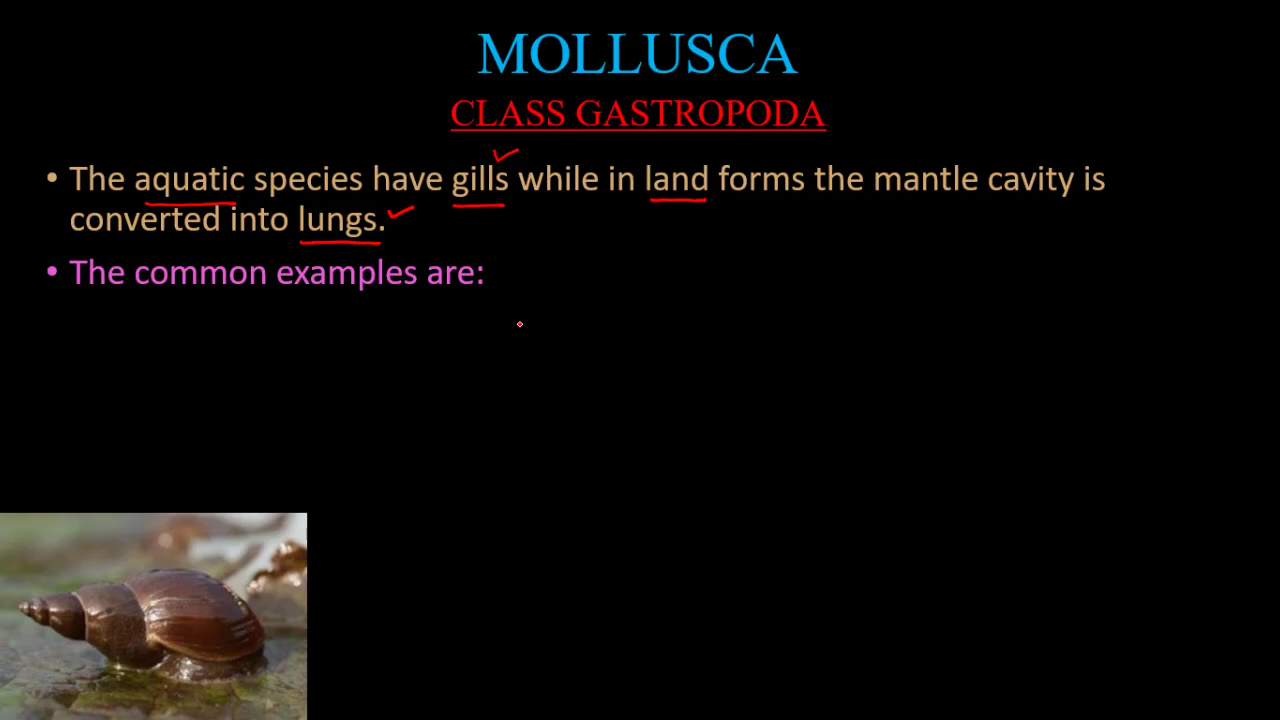 MOLLUSCA
CLASS GASTROPODA
• The aquatic species have gills while in land forms the mantle cavity is
converted into lungs.
• The common examples are: